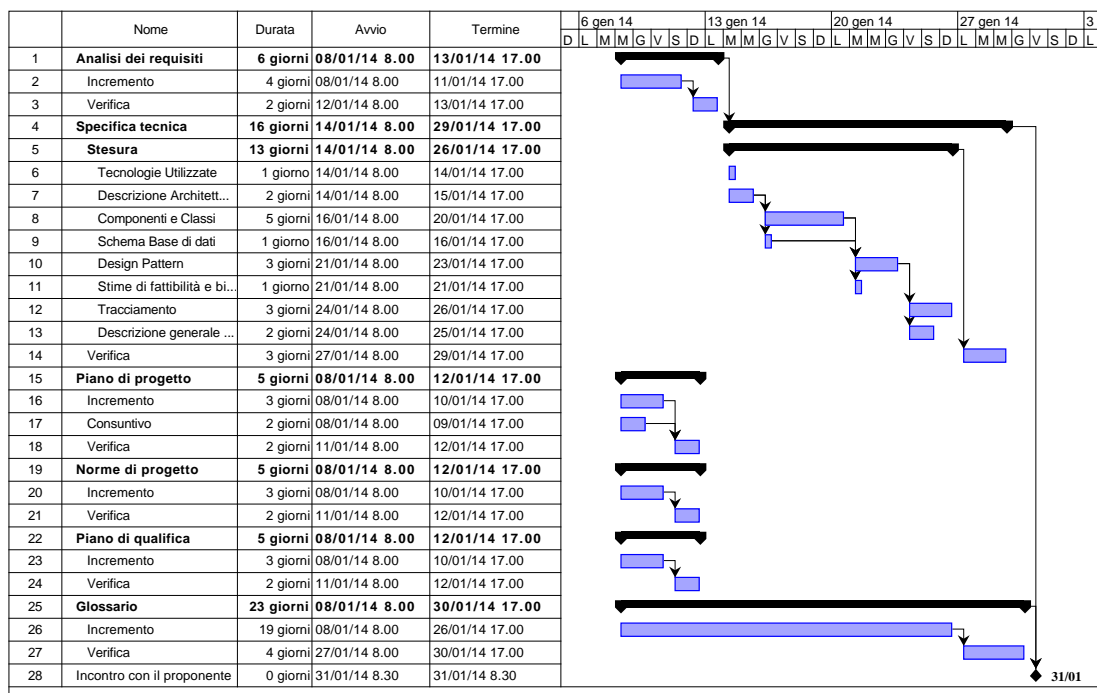 Nome Durata Avvio Termine
6 gen 14 13 gen 14 20 gen 14 27 gen 14 3
D L M M G V S D L M M G V S D L M M G V S D L M M G V S D L
1 Analisi dei requisiti 6 giorni 08/01/14 8.00 13/01/14 17.00
2 Incremento 4 giorni 08/01/14 8.00 11/01/14 17.00
3 Verifica 2 giorni 12/01/14 8.00 13/01/14 17.00
4 Specifica tecnica 16 giorni 14/01/14 8.00 29/01/14 17.00
5 Stesura 13 giorni 14/01/14 8.00 26/01/14 17.00
6 Tecnologie Utilizzate 1 giorno 14/01/14 8.00 14/01/14 17.00
7 Descrizione Architett... 2 giorni 14/01/14 8.00 15/01/14 17.00
8 Componenti e Classi 5 giorni 16/01/14 8.00 20/01/14 17.00
9 Schema Base di dati 1 giorno 16/01/14 8.00 16/01/14 17.00
10 Design Pattern 3 giorni 21/01/14 8.00 23/01/14 17.00
11 Stime di fattibilità e bi... 1 giorno 21/01/14 8.00 21/01/14 17.00
12 Tracciamento 3 giorni 24/01/14 8.00 26/01/14 17.00
13 Descrizione generale ... 2 giorni 24/01/14 8.00 25/01/14 17.00
14 Verifica 3 giorni 27/01/14 8.00 29/01/14 17.00
15 Piano di progetto 5 giorni 08/01/14 8.00 12/01/14 17.00
16 Incremento 3 giorni 08/01/14 8.00 10/01/14 17.00
17 Consuntivo 2 giorni 08/01/14 8.00 09/01/14 17.00
18 Verifica 2 giorni 11/01/14 8.00 12/01/14 17.00
19 Norme di progetto 5 giorni 08/01/14 8.00 12/01/14 17.00
20 Incremento 3 giorni 08/01/14 8.00 10/01/14 17.00
21 Verifica 2 giorni 11/01/14 8.00 12/01/14 17.00
22 Piano di qualifica 5 giorni 08/01/14 8.00 12/01/14 17.00
23 Incremento 3 giorni 08/01/14 8.00 10/01/14 17.00
24 Verifica 2 giorni 11/01/14 8.00 12/01/14 17.00
25 Glossario 23 giorni 08/01/14 8.00 30/01/14 17.00
26 Incremento 19 giorni 08/01/14 8.00 26/01/14 17.00
27 Verifica 4 giorni 27/01/14 8.00 30/01/14 17.00
28 Incontro con il proponente 0 giorni 31/01/14 8.30 31/01/14 8.30 31/01